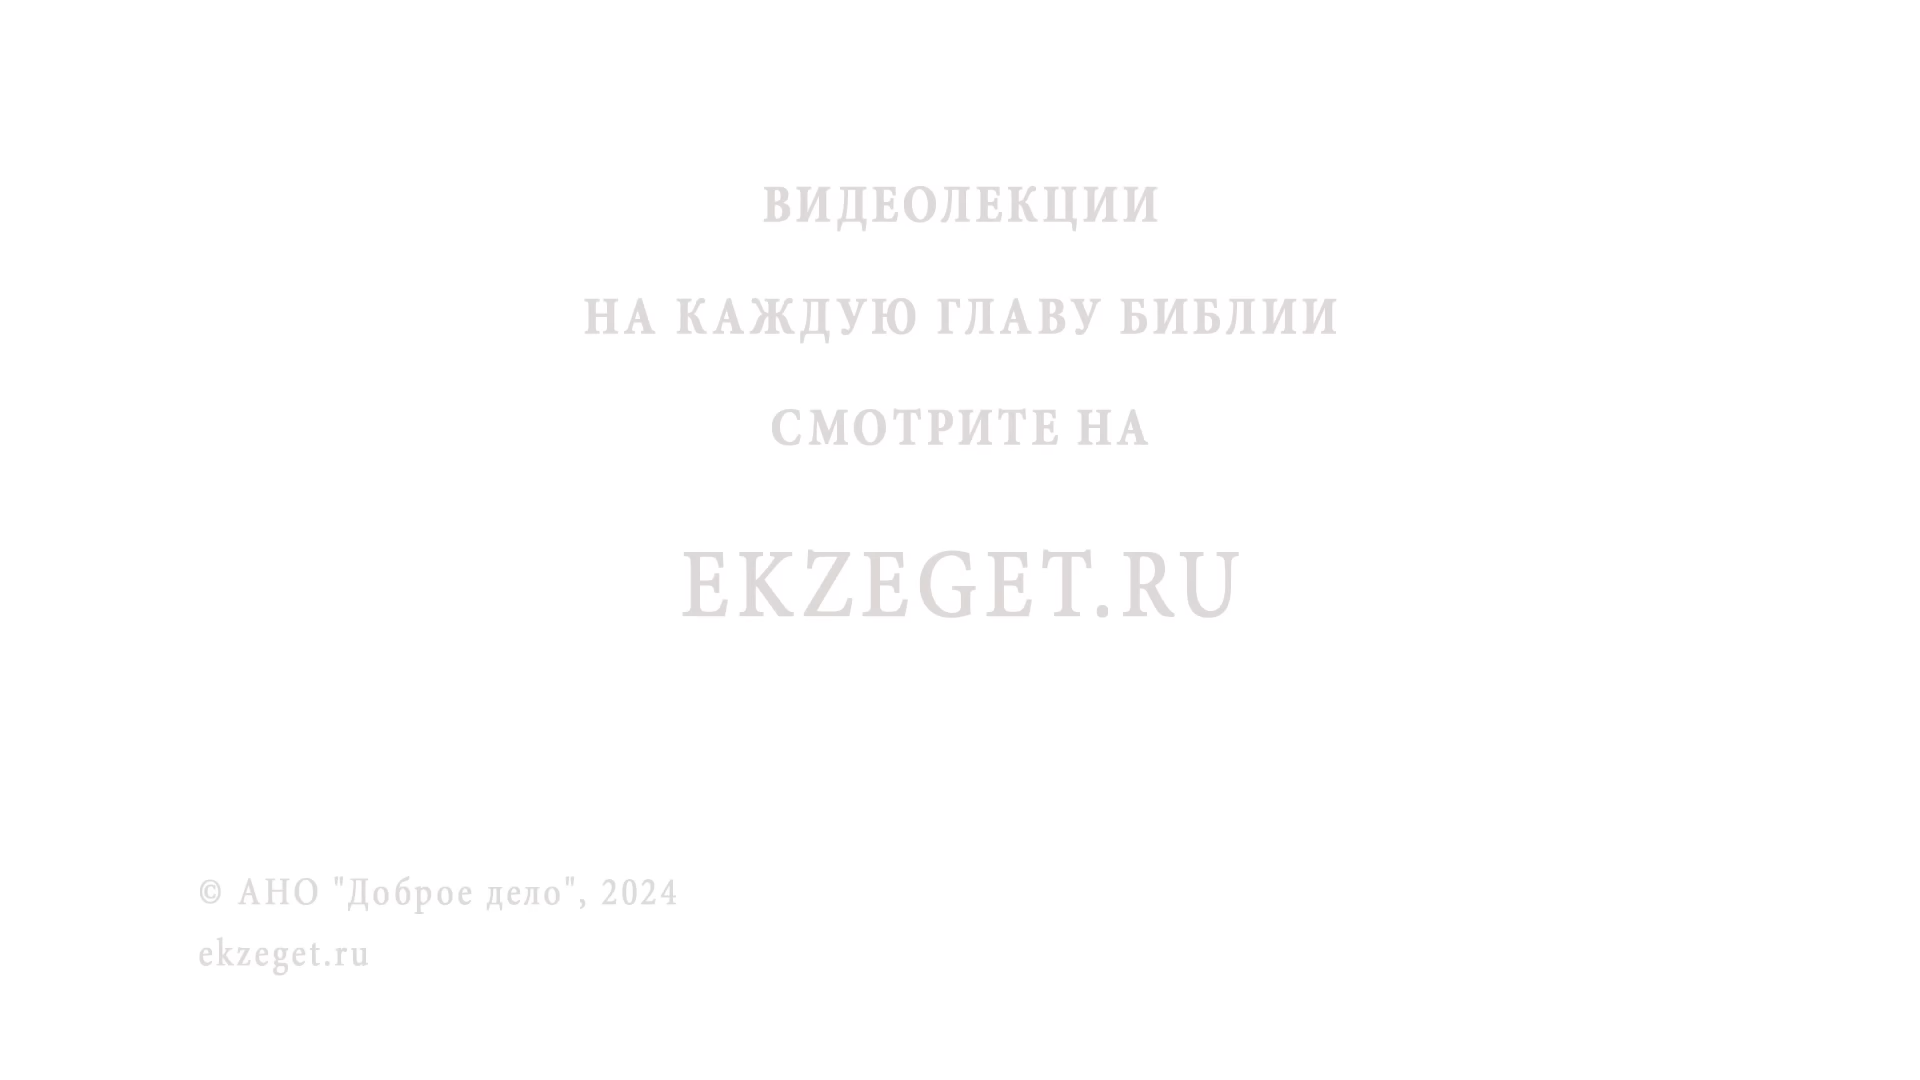 ВИДЕОЛЕКЦИИ
НА КАЖДУЮ ГЛАВУ БИБЛИИ
СМОТРИТЕ НА
EKZEGET.RU
© АНО "Доброе дело", 2024
ekzeget.ru